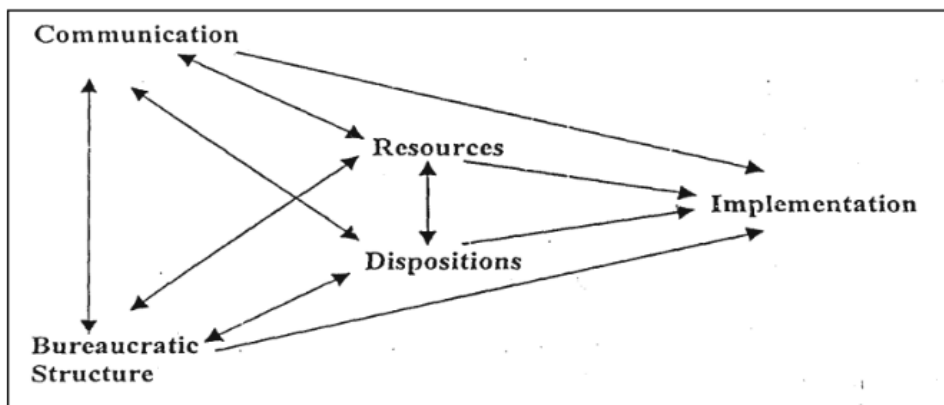 Communication
Resources
Implementation
Dispositions
Bureaucratic
Structure